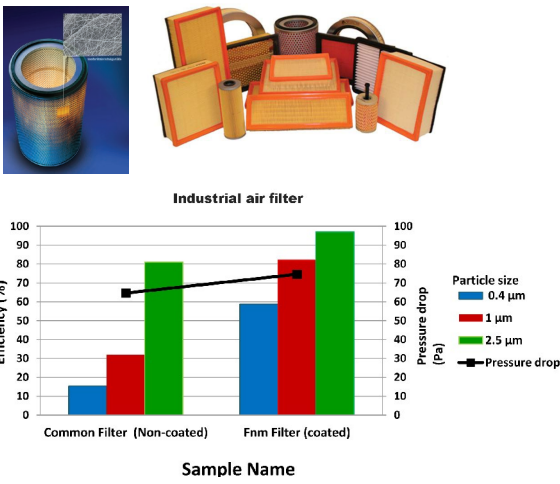 Industrial air filter
100
90
80
70
60
50
40
30
20
10
0
Efficiency (%)
100
90
80
70
60
50
40
30
20
10
0
Pressure drop
(Pa)
Particle size
0.4 µm
1 µm
2.5 µm
Pressure drop
Common Filter (Non-coated)
Fnm Filter (coated)
Sample Name